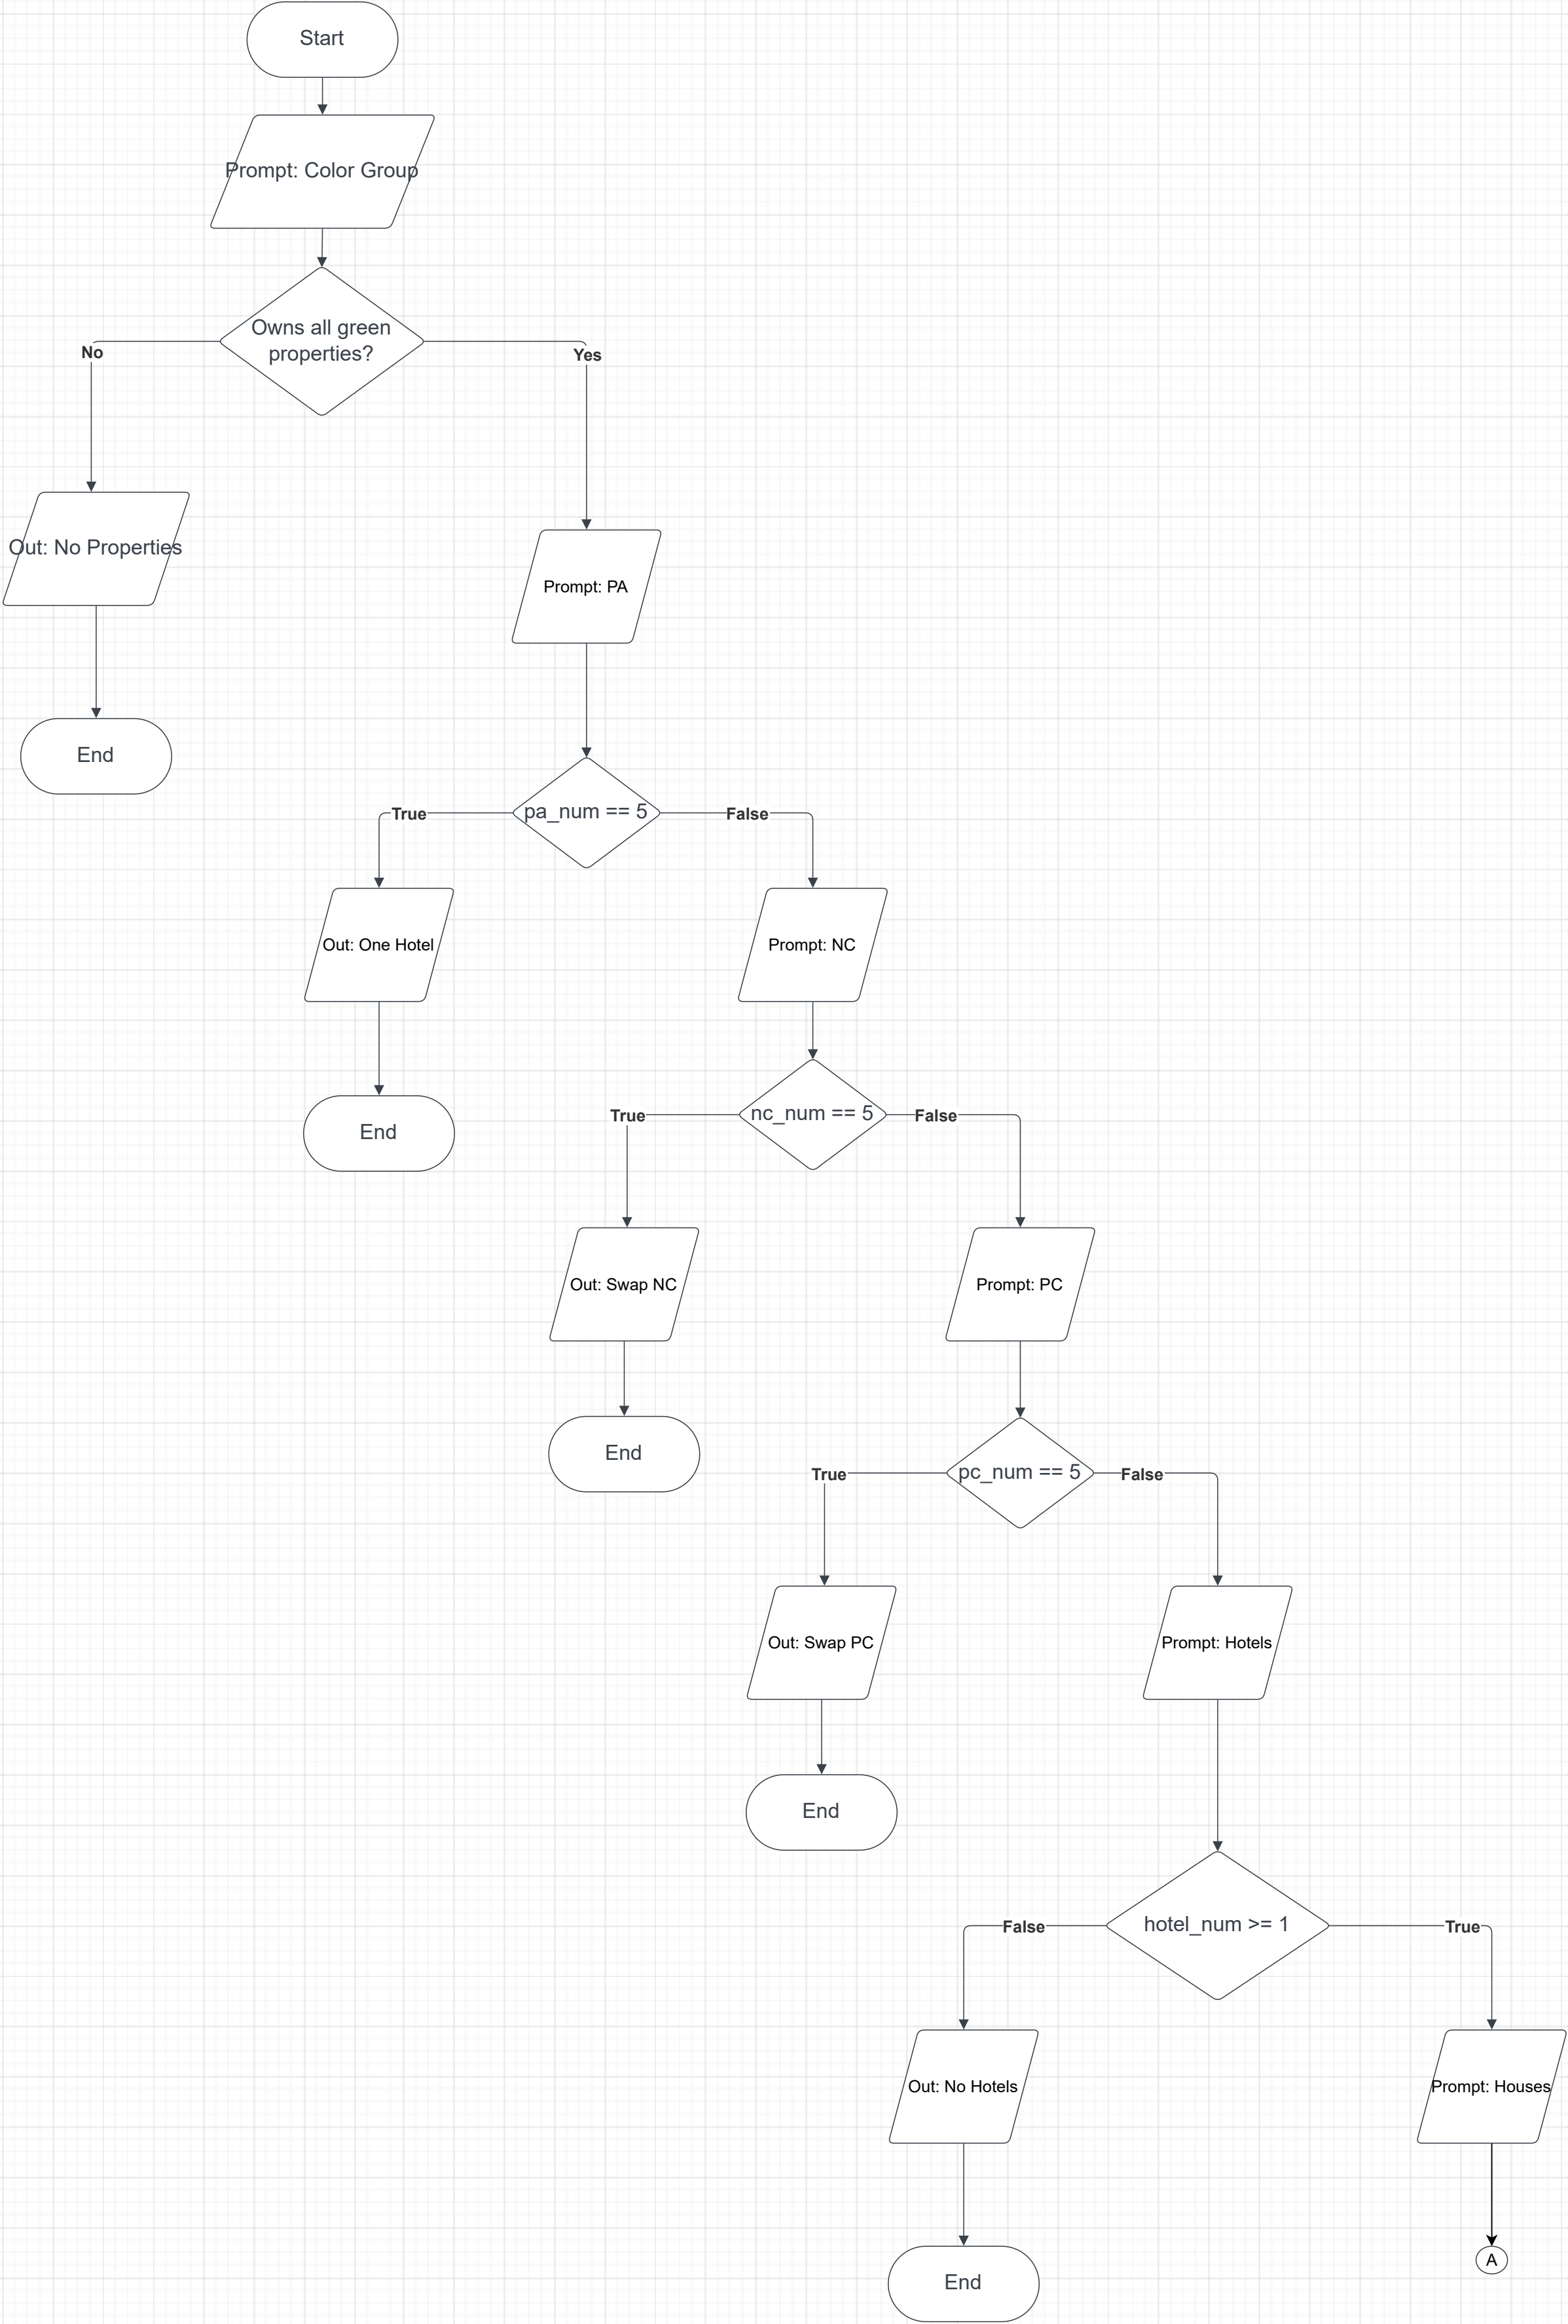 Start
Prompt: Color Group
Owns all green
properties?
No
Yes
Out: No Properties
Prompt: PA
End
pa_num == 5
True
False
Out: One Hotel
Prompt: NC
End
nc_num == 5
True
False
Out: Swap NC
Prompt: PC
End
pc_num == 5
True
False
Out: Swap PC
Prompt: Hotels
End
hotel_num >= 1
False
True
Out: No Hotels
Prompt: Houses
A
End